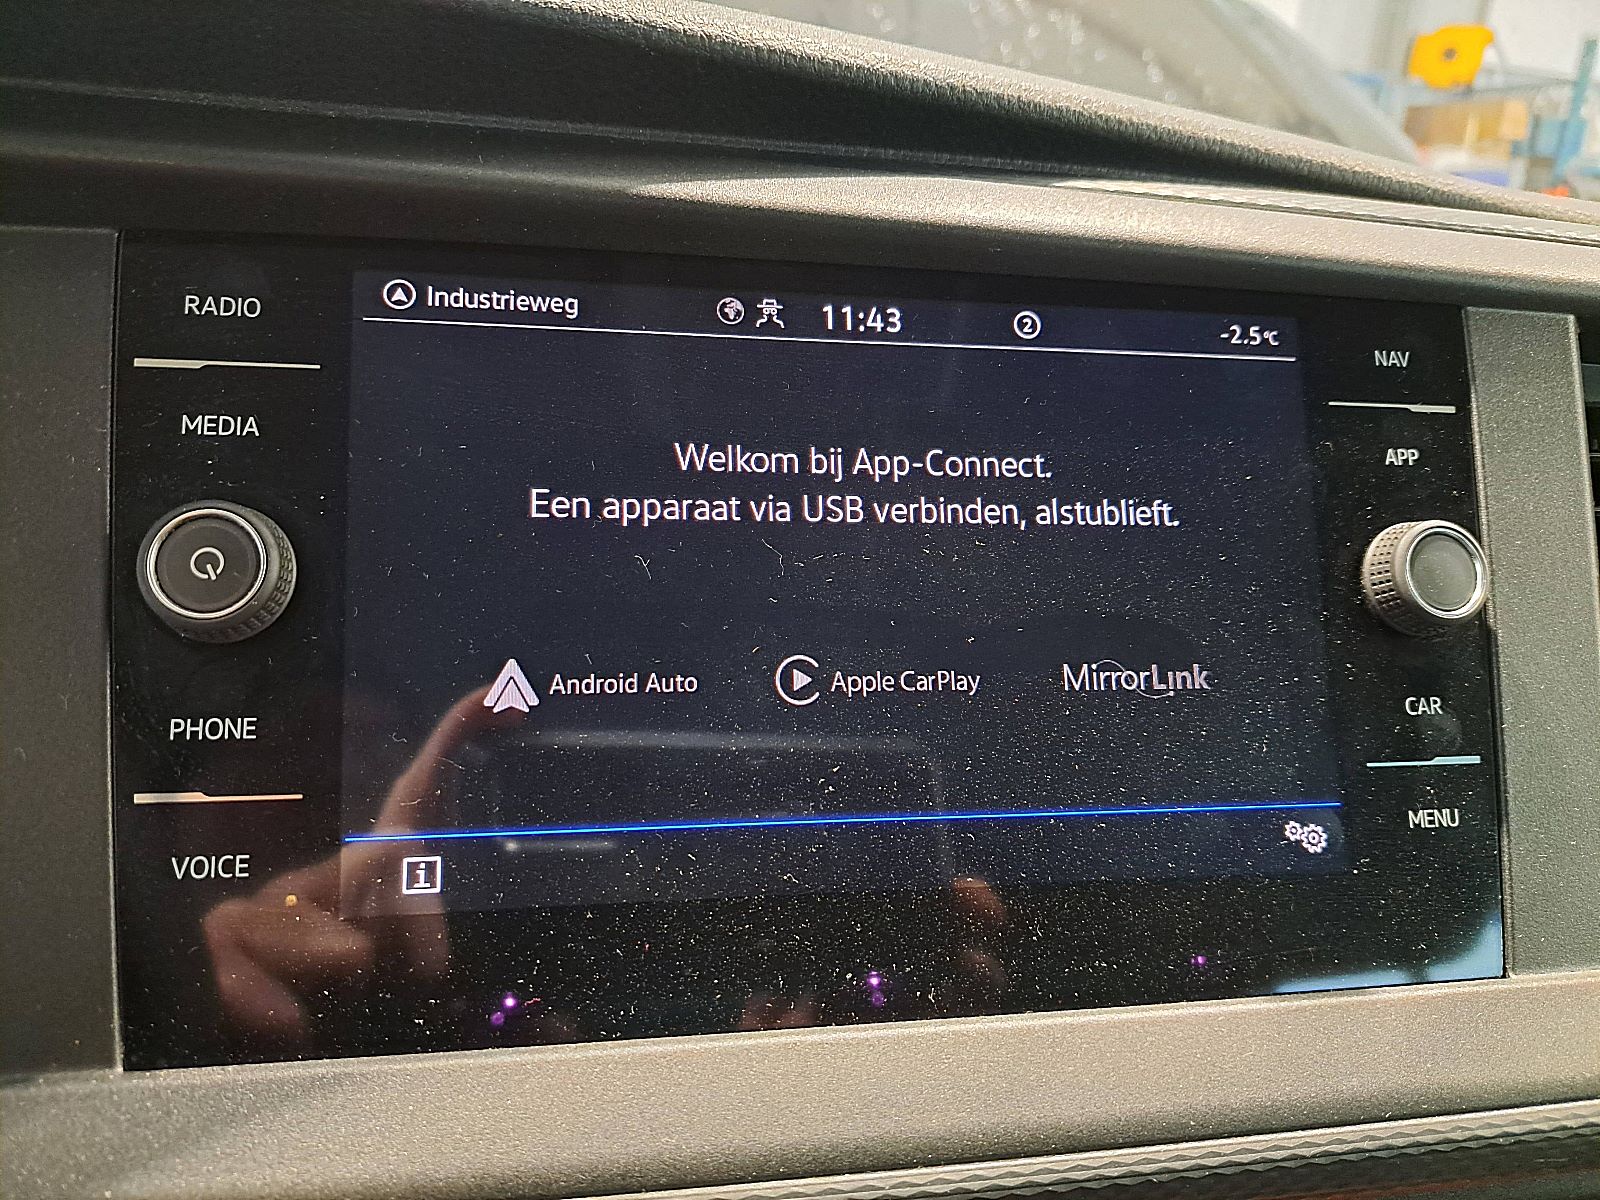 RADIO
MEDIA
PHONE
VOICE
Industrieweg
11:43
2
-2.5°C
Welkom bij App-Connect.
Een apparaat via USB verbinden, alstublieft.
Android Auto
Apple CarPlay
MirrorLink
i
NAV
APP
CAR
MENU